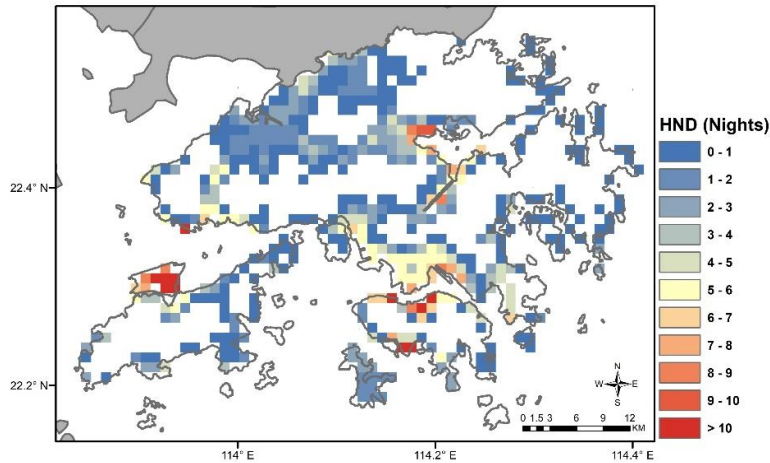 HND (Nights)
0 - 1
1 - 2
2 - 3
3 - 4
4 - 5
5 - 6
6 - 7
7 - 8
8 - 9
9 - 10
> 10
22.4° N
22.2° N
N
W E
S
0 1.5 3 6 9 12
KM
114° E
114.2° E
114.4° E